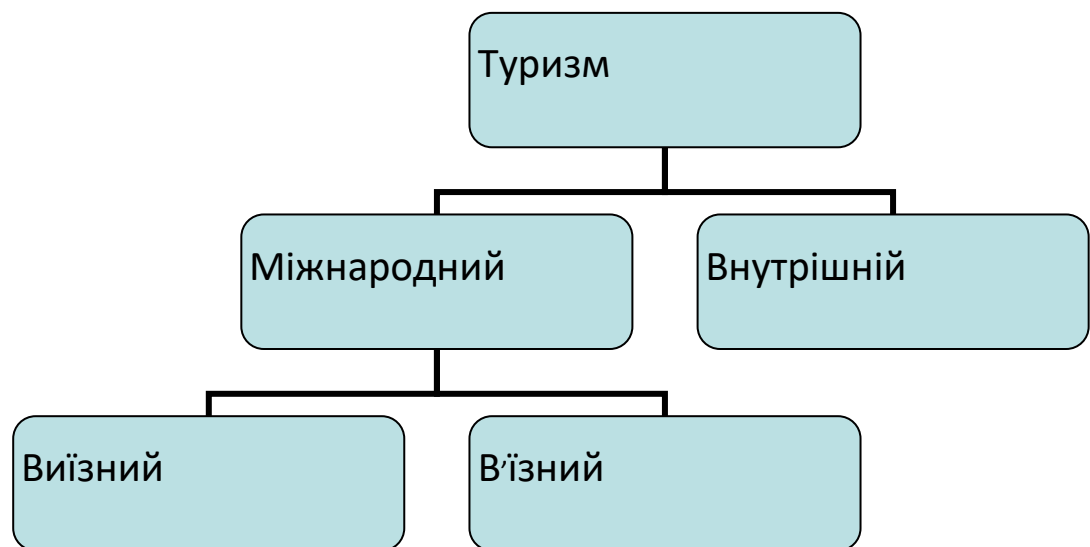 Туризм
Міжнародний
Внутрішній
Виїзний
В’їзний